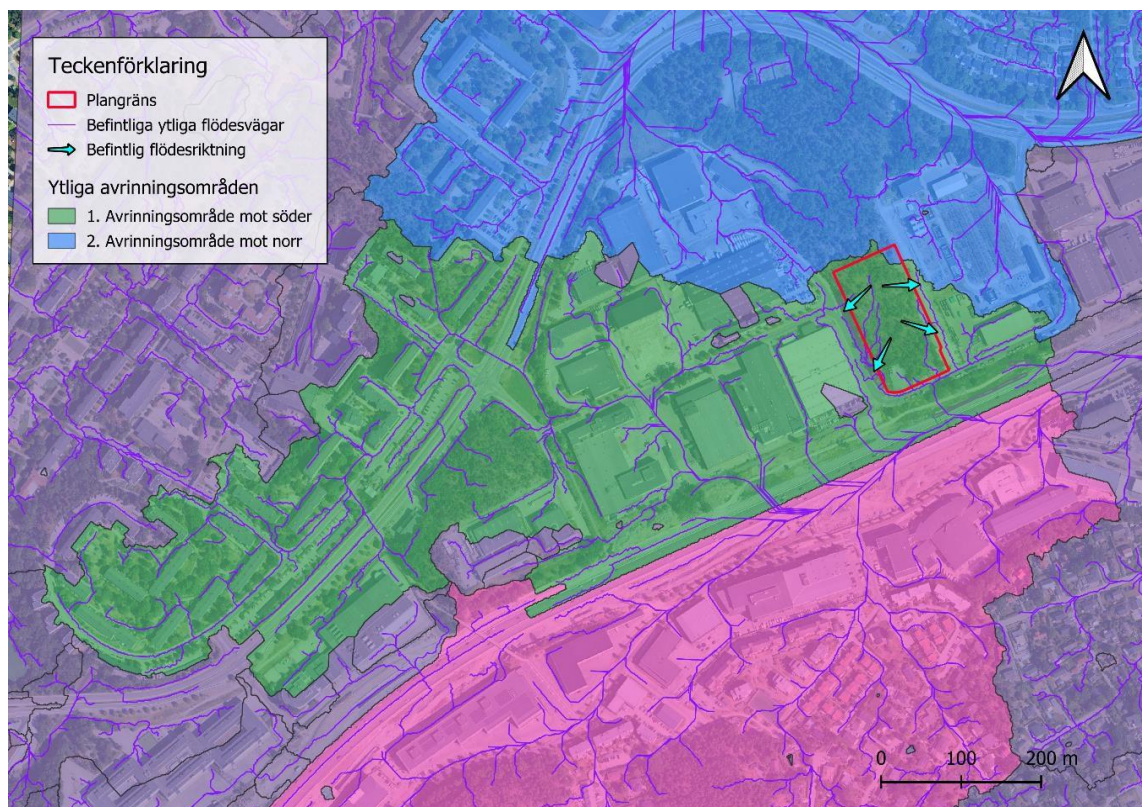 Teckenförklaring
Plangräns
Befintliga ytliga flödesvägar
Befintlig flödesriktning
Ytliga avrinningsområden
1. Avrinningsområde mot söder
2. Avrinningsområde mot norr
0 100 200 m